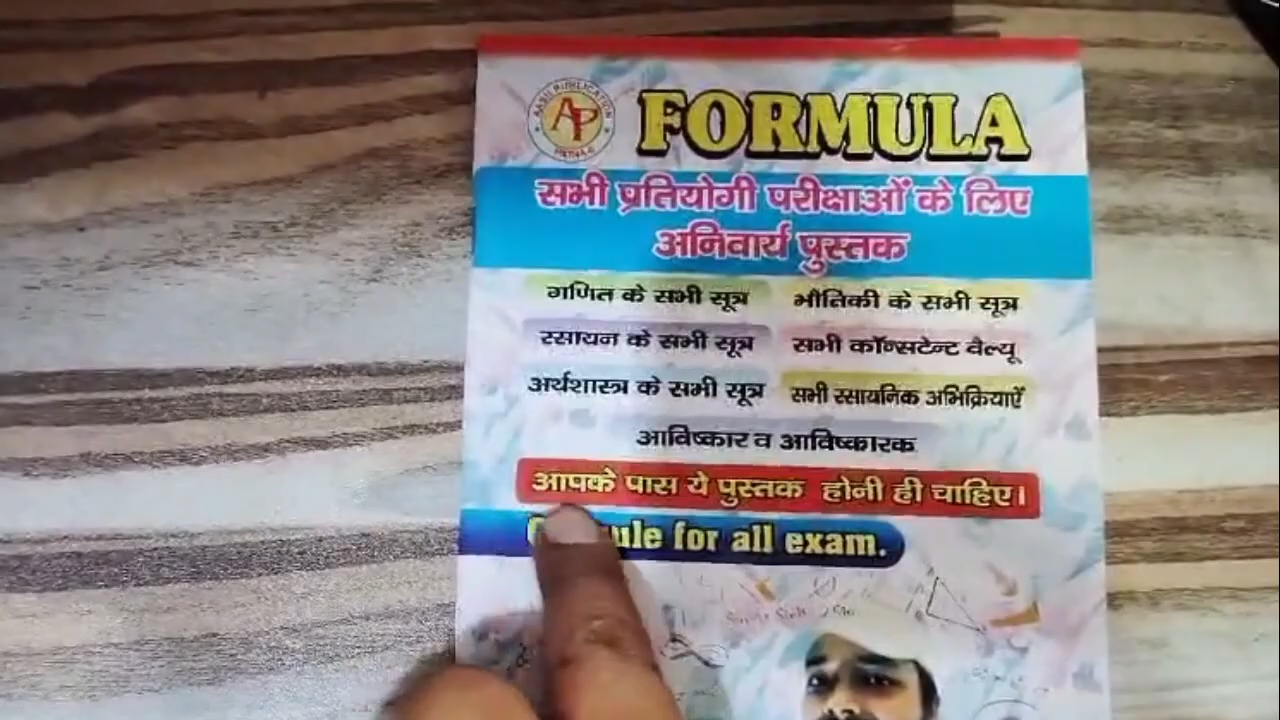 FORMULA
सभी प्रतियोगी परीक्षाओं के लिए
अनिवार्य पुस्तक
गणित के सभी सूत्र
भौतिकी के सभी सूत्र
रसायन के सभी सूत्र
सभी कॉन्सटेन्ट वैल्यू
अर्थशास्त्र के सभी सूत्र
सभी रसायनिक अभिक्रियाएँ
आविष्कार व आविष्कारक
आपके पास ये पुस्तक होनी ही चाहिए।
for all exam.